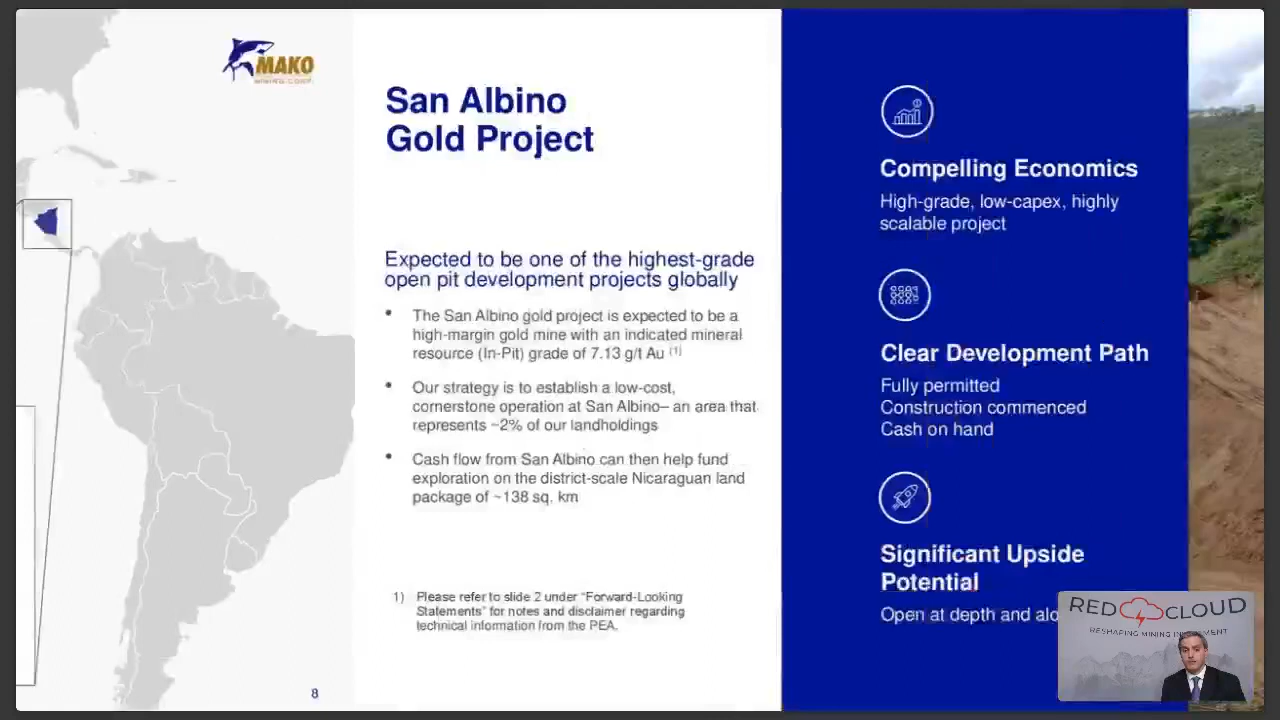 MAKO
San Albino
Gold Project
Expected to be one of the highest-grade
open pit development projects globally
• The San Albino gold project is expected to be a
high-margin gold mine with an indicated mineral
resource (In-Pit) grade of 7.13 g/t Au (1)
• Our strategy is to establish a low-cost,
cornerstone operation at San Albino– an area that
represents ~2% of our landholdings
• Cash flow from San Albino can then help fund
exploration on the district-scale Nicaraguan land
package of ~138 sq. km
1) Please refer to slide 2 under “Forward-Looking
Statements” for notes and disclaimer regarding
technical information from the PEA.
8
Compelling Economics
High-grade, low-capex, highly
scalable project
Clear Development Path
Fully permitted
Construction commenced
Cash on hand
Significant Upside
Potential
Open at depth and
RED CLOUD
RESHAPING MINING